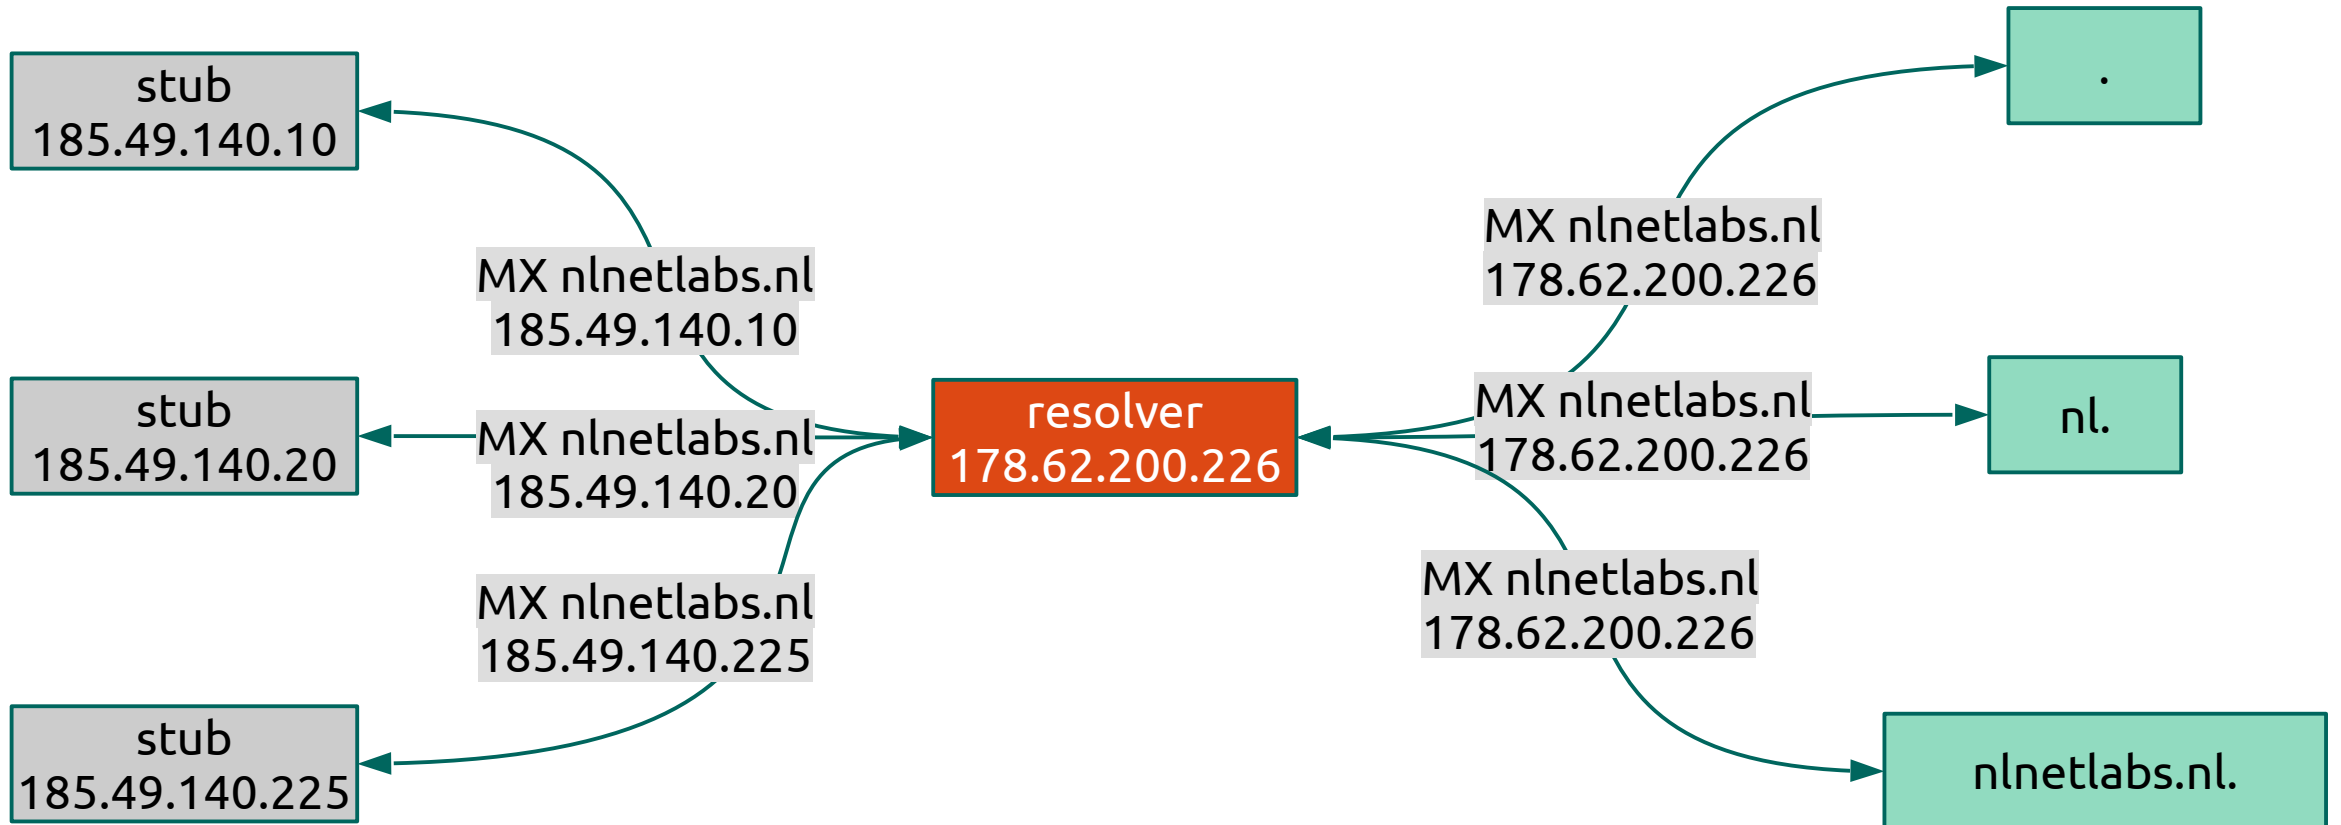 stub
185.49.140.10
MX nlnetlabs.nl
185.49.140.10
stub
185.49.140.20
MX nlnetlabs.nl
185.49.140.20
stub
185.49.140.225
MX nlnetlabs.nl
185.49.140.225
resolver
178.62.200.226
MX nlnetlabs.nl
178.62.200.226
.
MX nlnetlabs.nl
178.62.200.226
nl.
MX nlnetlabs.nl
178.62.200.226
nlnetlabs.nl.